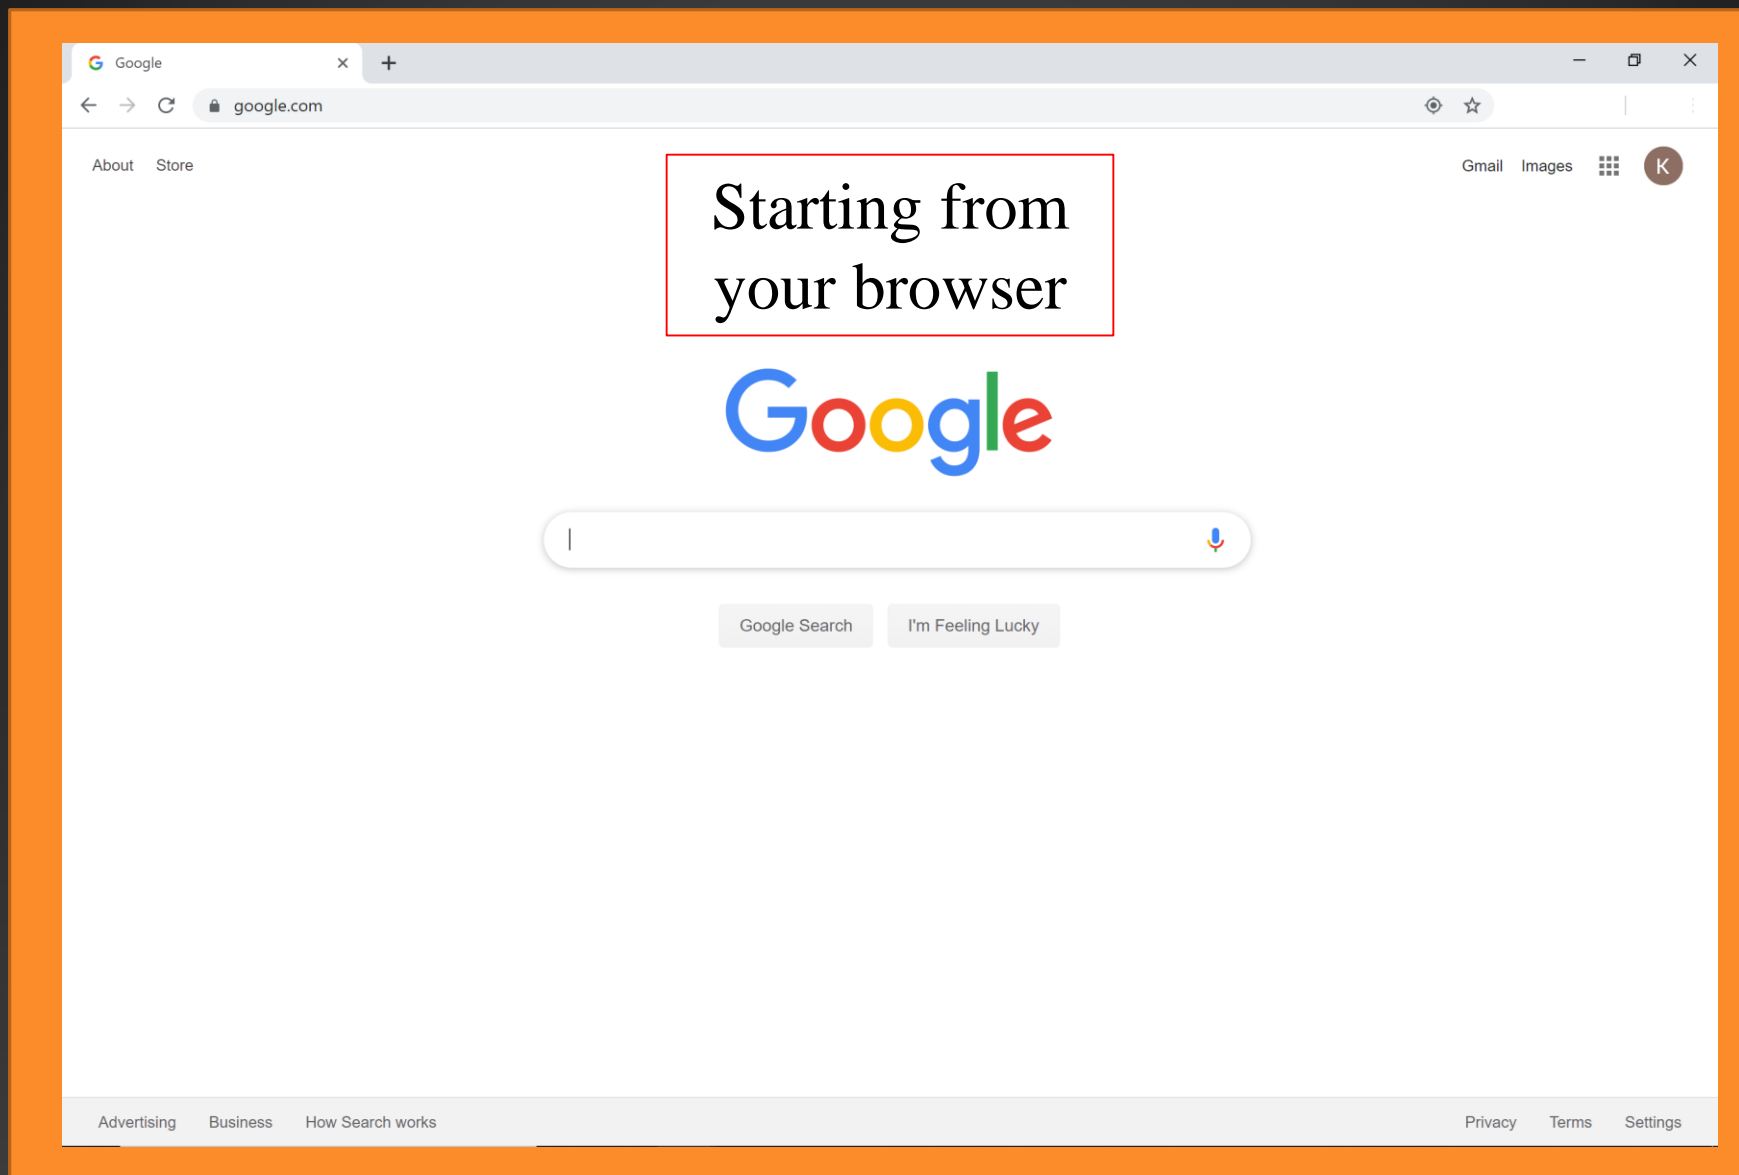 Google
google.com
About Store
Gmail Images K
Starting from
your browser
Google
Google Search I'm Feeling Lucky
Advertising Business How Search works
Privacy Terms Settings